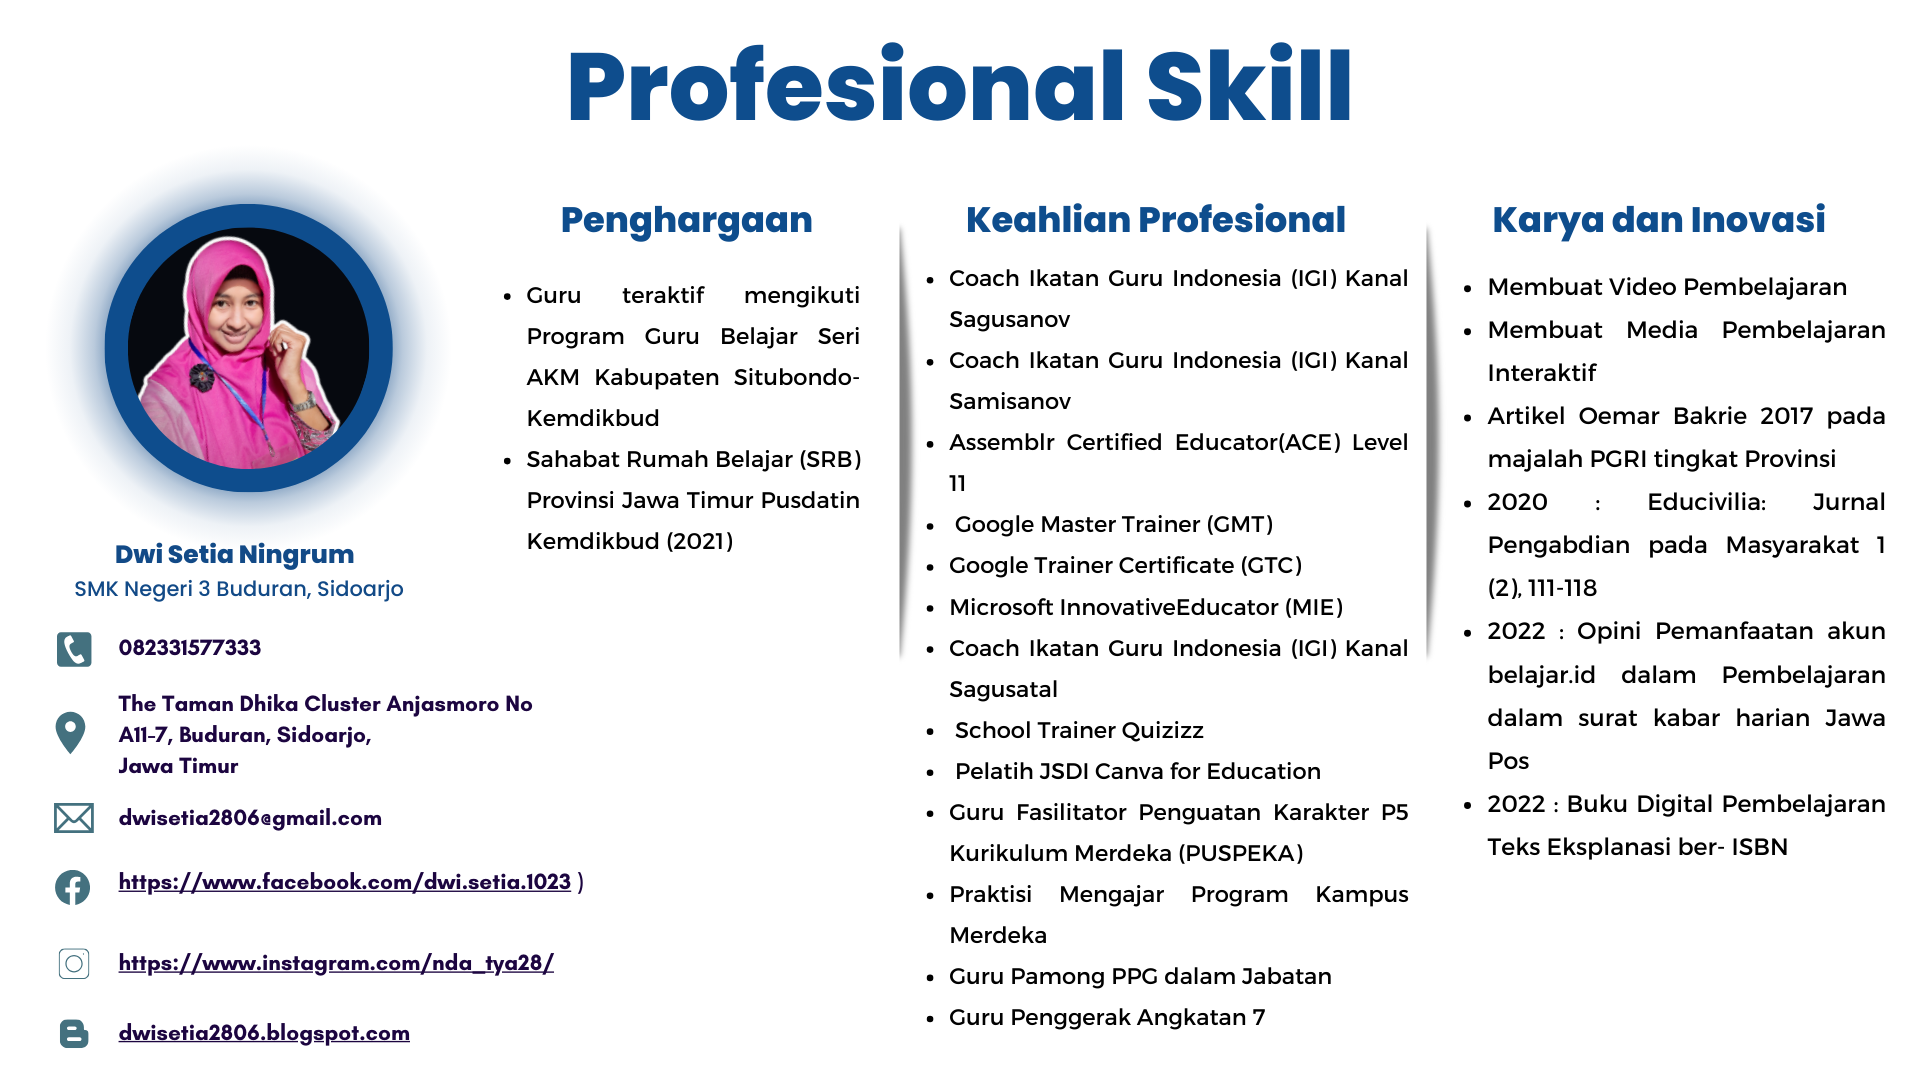 Profesional Skill
Dwi Setia Ningrum
SMK Negeri 3 Buduran, Sidoarjo
082331577333
The Taman Dhika Cluster Anjasmoro No
A11-7, Buduran, Sidoarjo,
Jawa Timur
dwisetia2806@gmail.com
https://www.facebook.com/dwi.setia.1023 )
https://www.instagram.com/nda_tya28/
dwisetia2806.blogspot.com
Penghargaan
• Guru teraktif mengikuti
Program Guru Belajar Seri
AKM Kabupaten Situbondo-
Kemdikbud
• Sahabat Rumah Belajar (SRB)
Provinsi Jawa Timur Pusdatin
Kemdikbud (2021)
Keahlian Profesional
• Coach Ikatan Guru Indonesia (IGI) Kanal
Sagusanov
• Coach Ikatan Guru Indonesia (IGI) Kanal
Samisanov
• Assemblr Certified Educator(ACE) Level
11
• Google Master Trainer (GMT)
• Google Trainer Certificate (GTC)
• Microsoft InnovativeEducator (MIE)
• Coach Ikatan Guru Indonesia (IGI) Kanal
Sagusatal
• School Trainer Quizizz
• Pelatih JSDI Canva for Education
• Guru Fasilitator Penguatan Karakter P5
Kurikulum Merdeka (PUSPEKA)
• Praktisi Mengajar Program Kampus
Merdeka
• Guru Pamong PPG dalam Jabatan
• Guru Penggerak Angkatan 7
Karya dan Inovasi
• Membuat Video Pembelajaran
• Membuat Media Pembelajaran
Interaktif
• Artikel Oemar Bakrie 2017 pada
majalah PGRI tingkat Provinsi
• 2020 : Educivilia: Jurnal
Pengabdian pada Masyarakat 1
(2), 111-118
• 2022 : Opini Pemanfaatan akun
belajar.id dalam Pembelajaran
dalam surat kabar harian Jawa
Pos
• 2022 : Buku Digital Pembelajaran
Teks Eksplanasi ber- ISBN